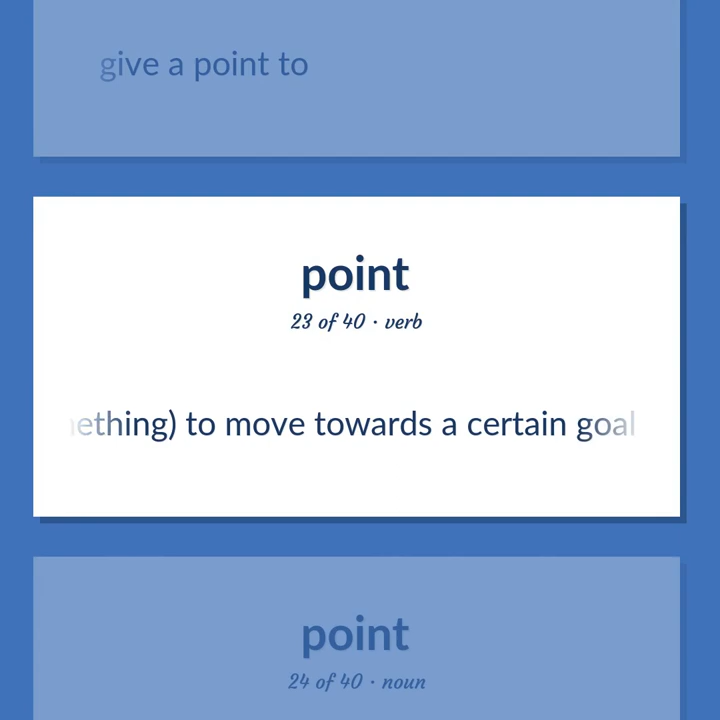 give a point to
point
23 of 40 · verb
ething) to move towards a certain goal
point
24 of 40 · noun